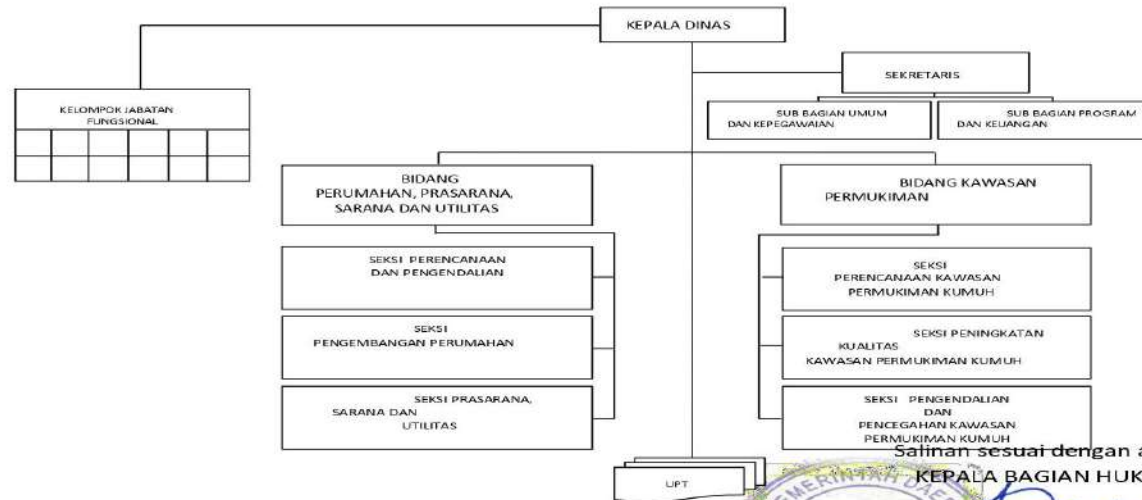 KEPALA DINAS
SEKRETARIS
KELOMPOK JABATAN
FUNGSIONAL
SUB BAGIAN UMUM
DAN KEPEGAWAIAN
SUB BAGIAN PROGRAM
DAN KEUANGAN
BIDANG
PERUMAHAN, PRASARANA,
SARANA DAN UTILITAS
BIDANG KAWASAN
PERMUKIMAN
SEKSI PERENCANAAN
DAN PENGENDALIAN
SEKSI
PENGEMBANGAN PERUMAHAN
SEKSI PRASARANA,
SARANA DAN
UTILITAS
SEKSI
PERENCANAAN KAWASAN
PERMUKIMAN KUMUH
SEKSI PENINGKATAN
KUALITAS
KAWASAN PERMUKIMAN KUMUH
SEKSI PENGENDALIAN
DAN
PENCEGAHAN KAWASAN
PERMUKIMAN KUMUH
Salinan sesuai dengan a
KEPALA BAGIAN HUK
UPT
PEMERINTAH DAE